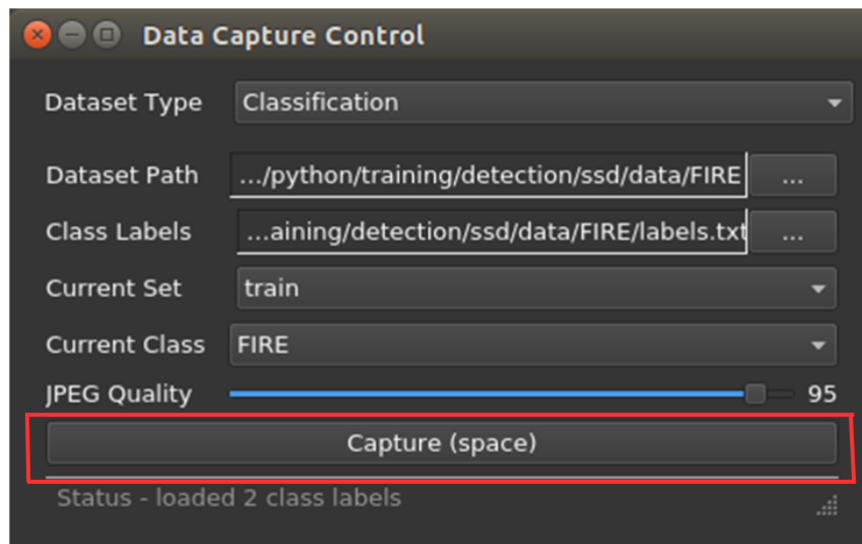 Data Capture Control
Dataset Type Classification
Dataset Path .../python/training/detection/ssd/data/FIRE ...
Class Labels ...aining/detection/ssd/data/FIRE/labels.txt ...
Current Set train
Current Class FIRE
JPEG Quality 95
Capture (space)
Status - loaded 2 class labels